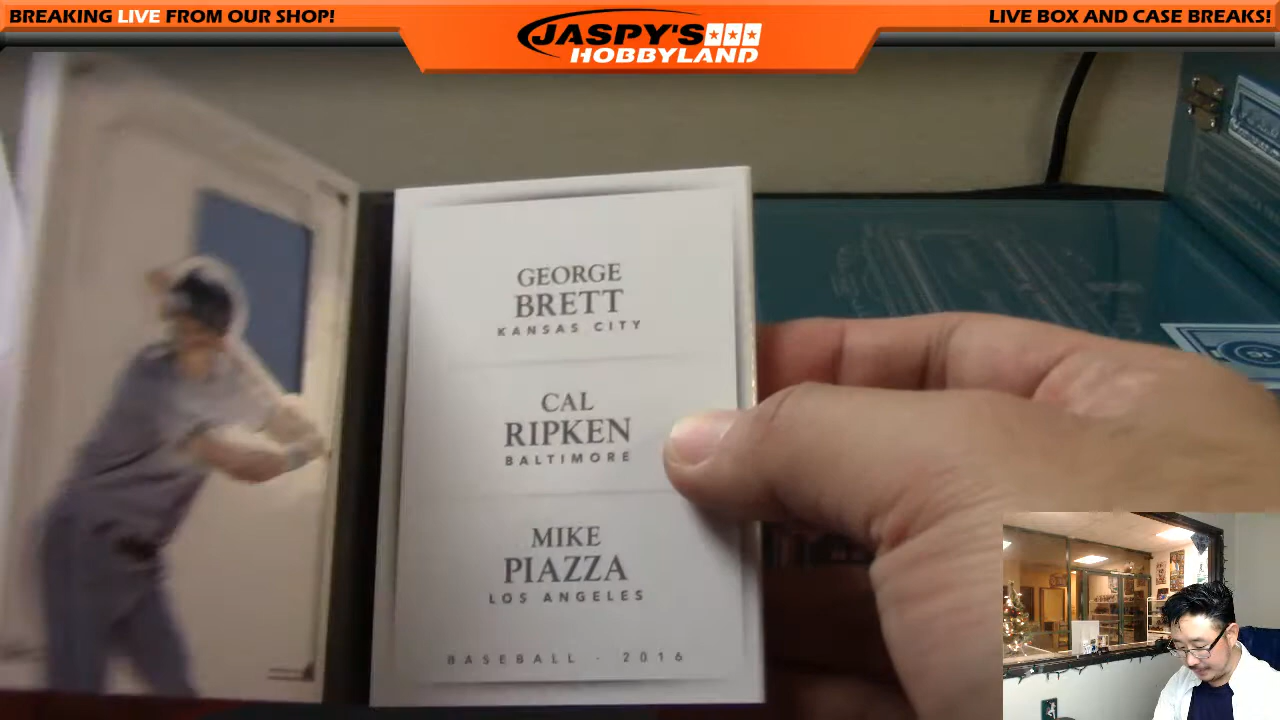 BREAKING LIVE FROM OUR SHOP!
JASPY'S
HOBBYLAND
LIVE BOX AND CASE BREAKS!
GEORGE
BRETT
KANSAS CITY
CAL
RIPKEN
BALTIMORE
MIKE
PIAZZA
LOS ANGELES
BASEBALL - 2016